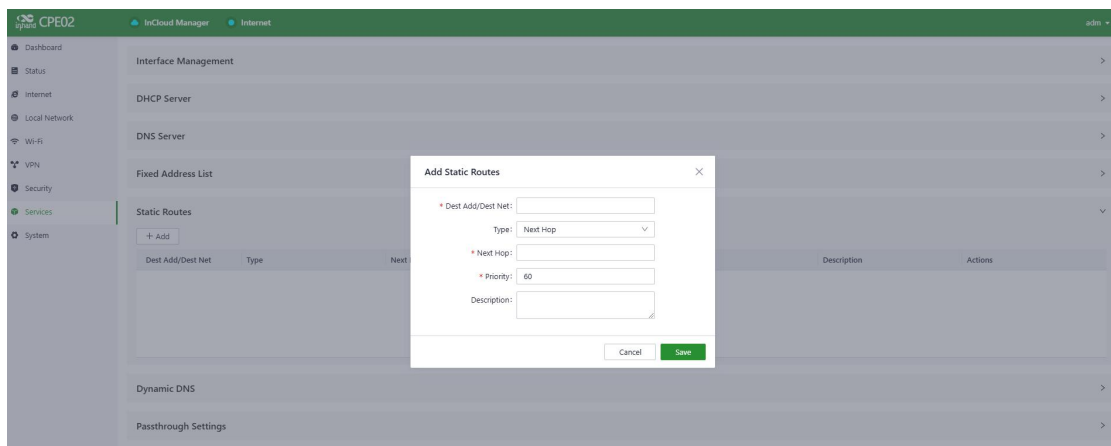 inhand CPE02 InCloud Manager Internet adm
Dashboard
Status
Internet
Local Network
Wi-Fi
VPN
Security
Services
System
Interface Management
DHCP Server
DNS Server
Fixed Address List
Static Routes
+ Add
Dest Add/Dest Net Type Next Description Actions
Dynamic DNS
Passthrough Settings
Add Static Routes
* Dest Add/Dest Net:
Type: Next Hop
* Next Hop:
* Priority: 60
Description:
Cancel Save